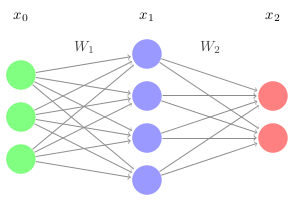 x₀ x₁ x₂
W₁ W₂